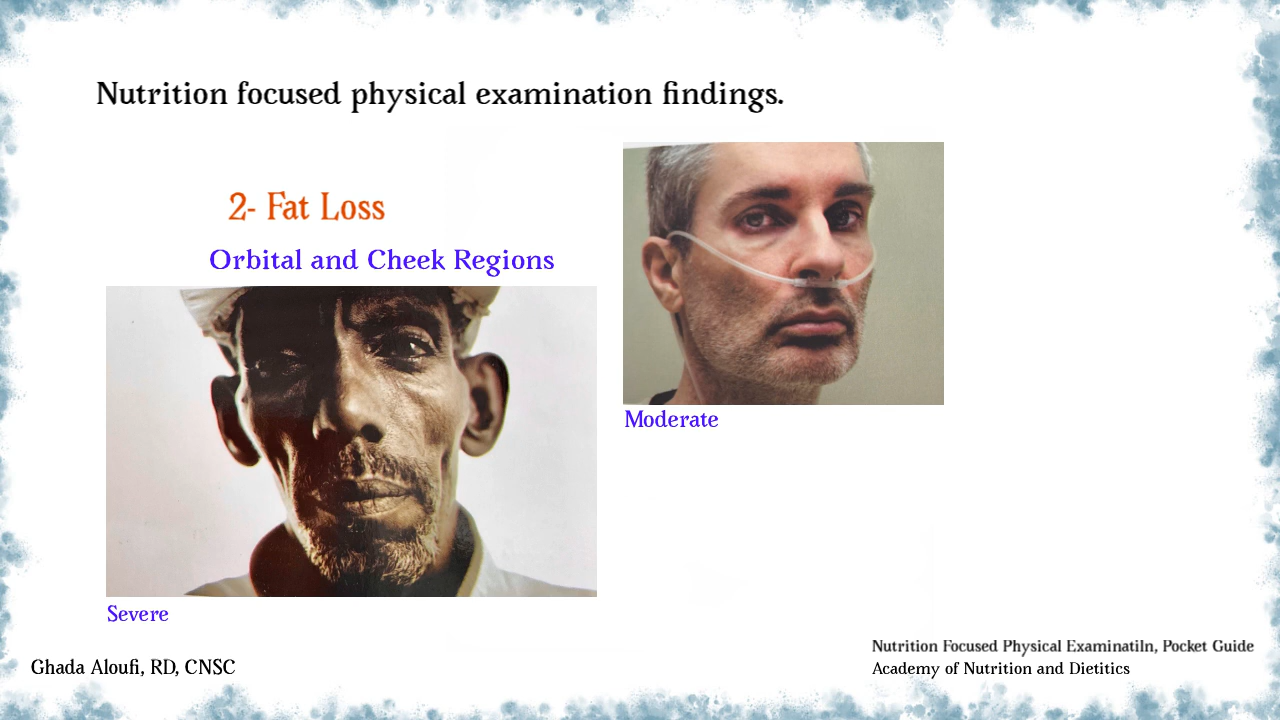 Nutrition focused physical examination findings.
2- Fat Loss
Orbital and Cheek Regions
Moderate
Severe
Ghada Aloufi, RD, CNSC
Nutrition Focused Physical Examinatiln, Pocket Guide
Academy of Nutrition and Dietitics